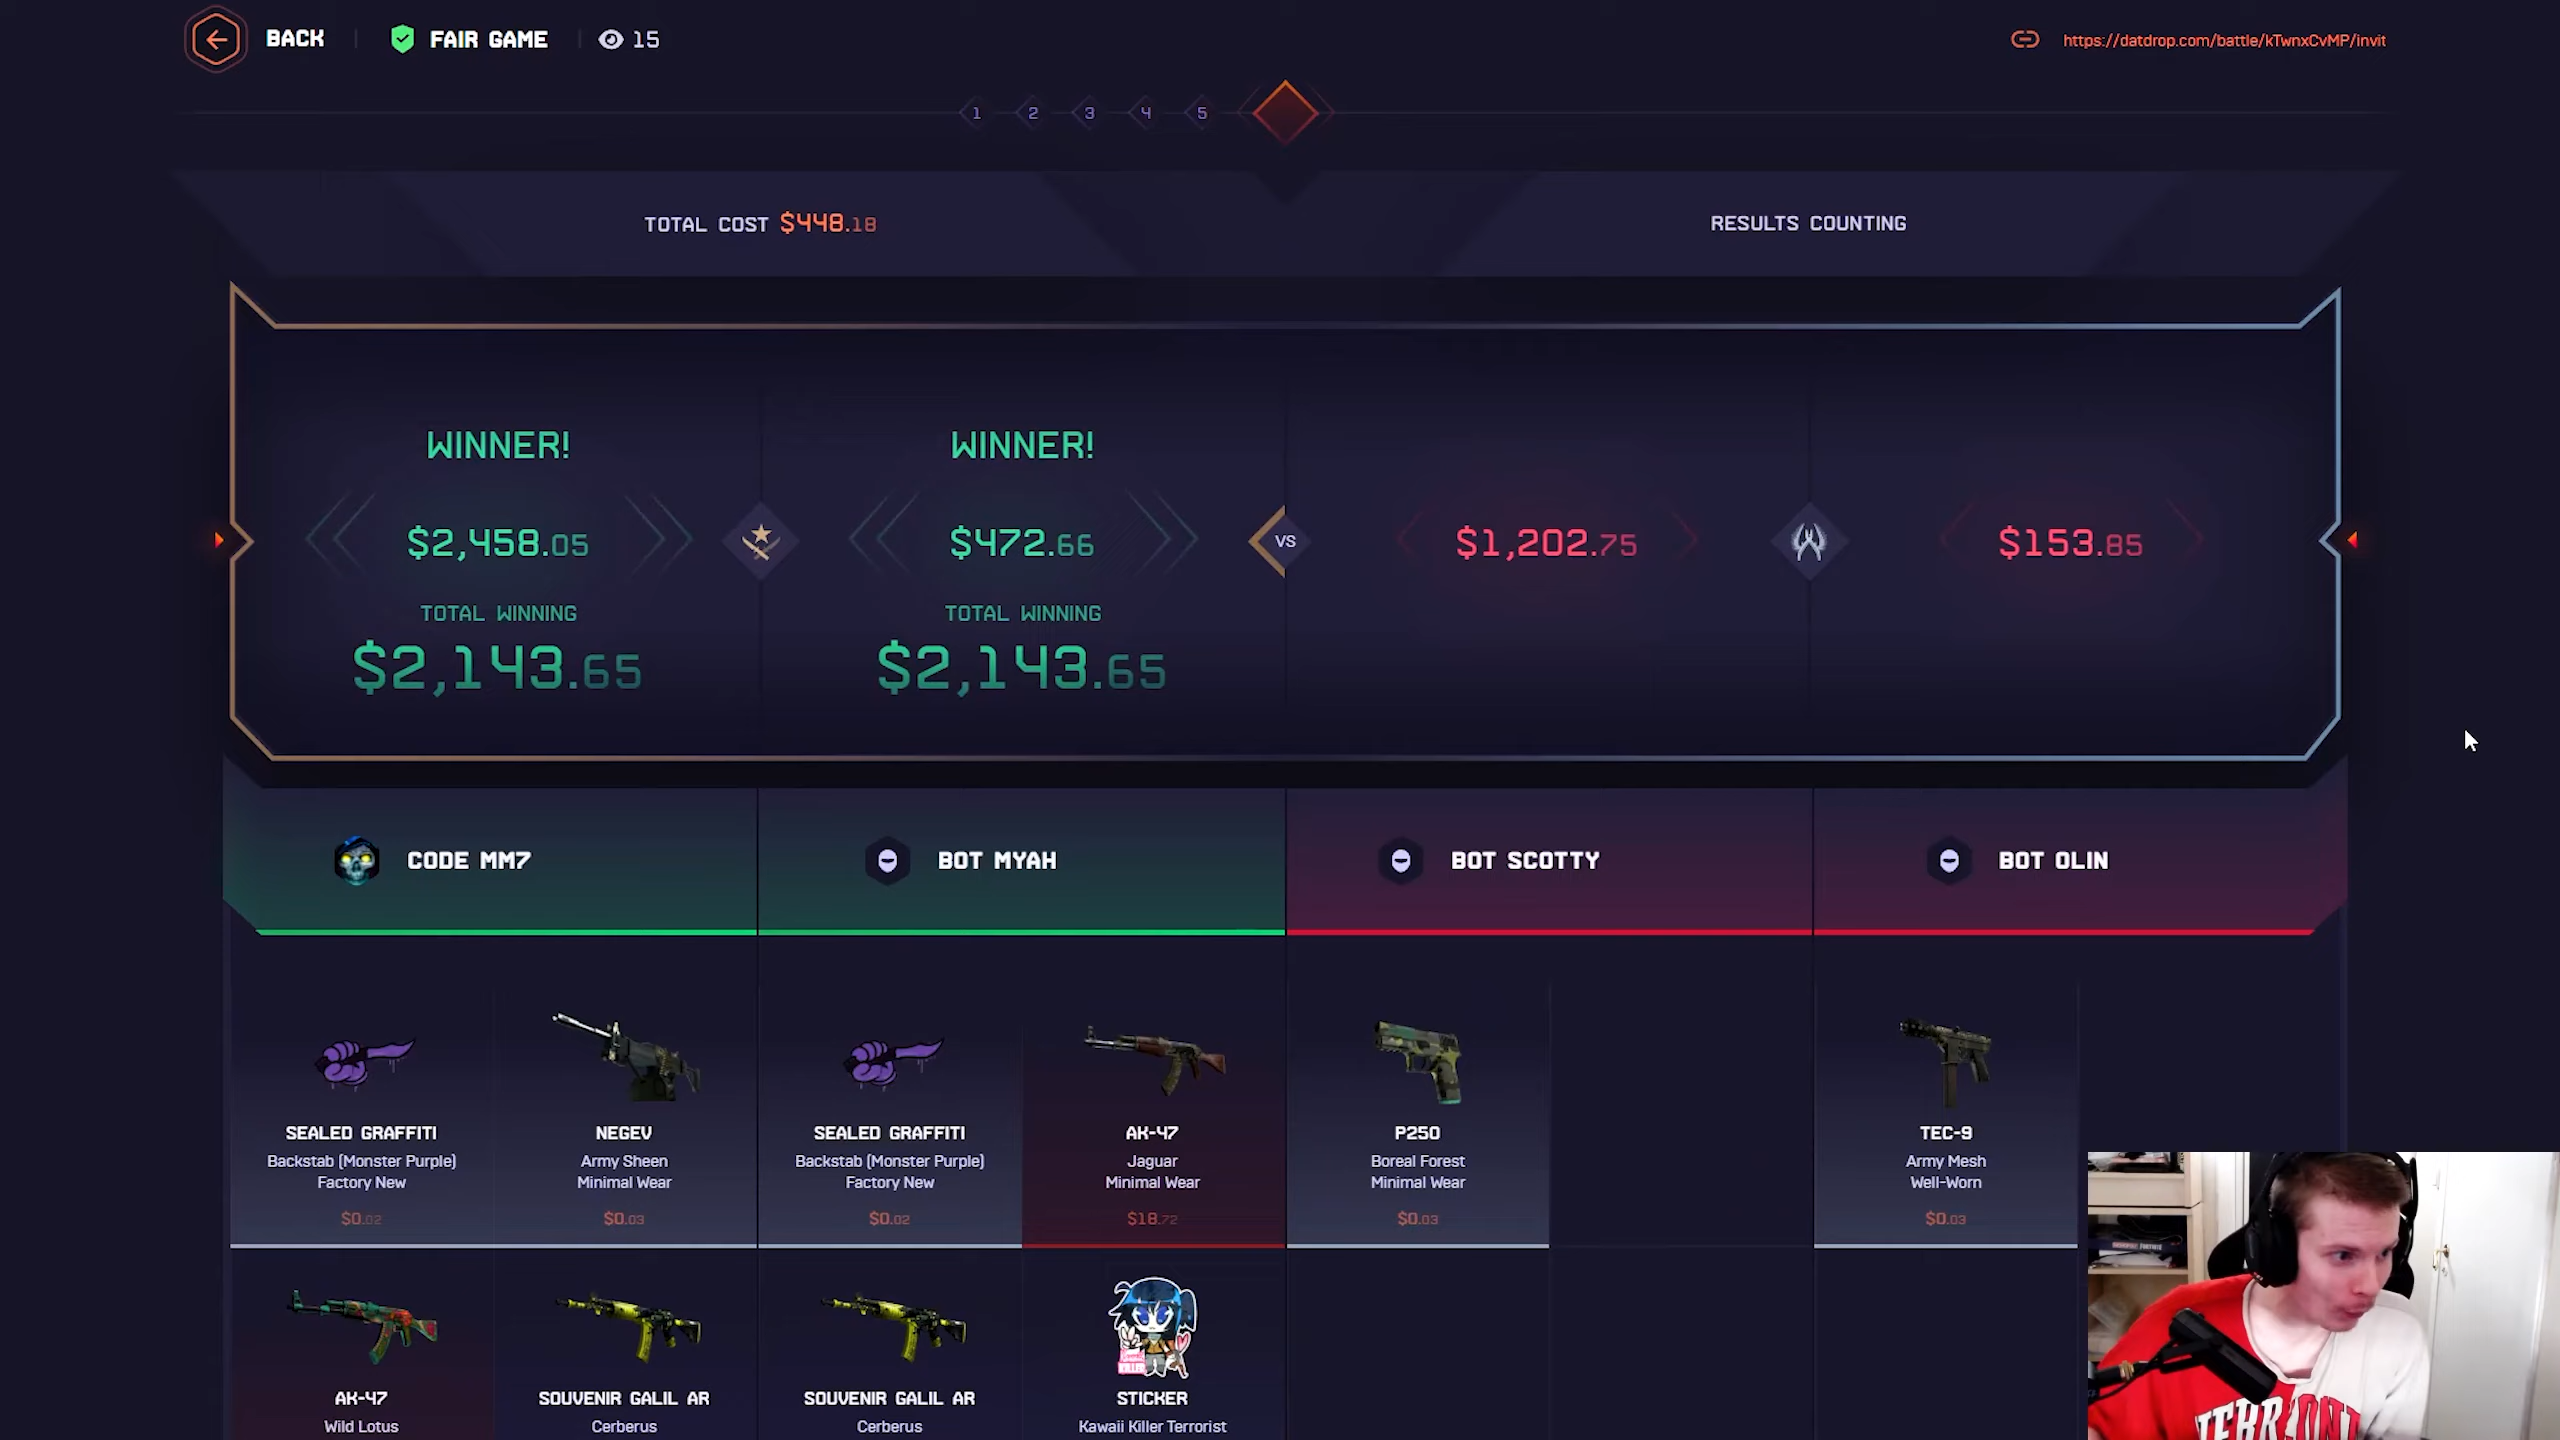 BACK
FAIR GAME
15
https://datdrop.com/battle/kTwnxCvMP/invit
1 2 3 4 5
TOTAL COST $448.18
RESULTS COUNTING
WINNER!
WINNER!
$2,458.05
$472.66
VS
$1,202.75
$153.85
TOTAL WINNING
TOTAL WINNING
$2,143.65
$2,143.65
CODE MM7
BOT MYAH
BOT SCOTTY
BOT OLIN
SEALED GRAFFITI
Backstab (Monster Purple)
Factory New
$0.02
NEGEV
Army Sheen
Minimal Wear
$0.03
SEALED GRAFFITI
Backstab (Monster Purple)
Factory New
$0.02
AK-47
Jaguar
Minimal Wear
$18.72
P250
Boreal Forest
Minimal Wear
$0.03
TEC-9
Army Mesh
Well-Worn
$0.03
AK-47
Wild Lotus
SOUVENIR GALIL AR
Cerberus
SOUVENIR GALIL AR
Cerberus
STICKER
Kawaii Killer Terrorist